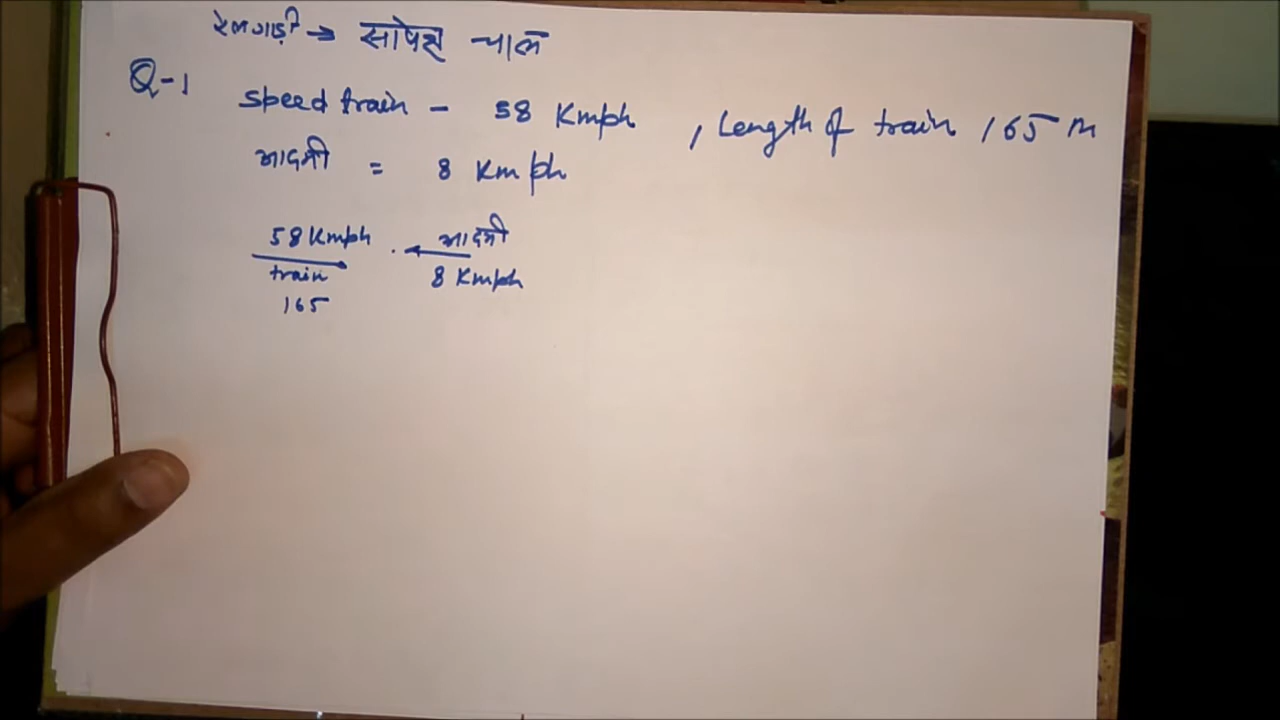 रेलगाड़ी → सापेक्ष चाल
Q-1 speed train - 58 Kmph , Length of train 165 m
आदमी = 8 Kmph
58 Kmph आदमी
train 8 Kmph
165